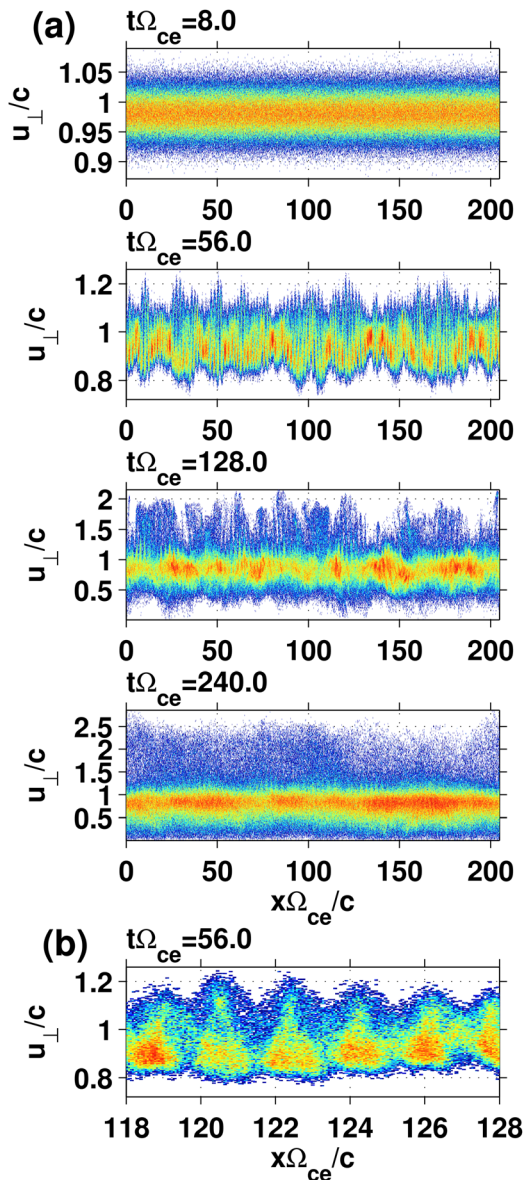 (a) tΩce=8.0
u⊥/c
1.05
1
0.95
0.9
0 50 100 150 200
tΩce=56.0
u⊥/c
1.2
1
0.8
0 50 100 150 200
tΩce=128.0
u⊥/c
2
1.5
1
0.5
0 50 100 150 200
tΩce=240.0
u⊥/c
2.5
2
1.5
1
0.5
0 50 100 150 200
xΩce/c
(b) tΩce=56.0
u⊥/c
1.2
1
0.8
118 120 122 124 126 128
xΩce/c